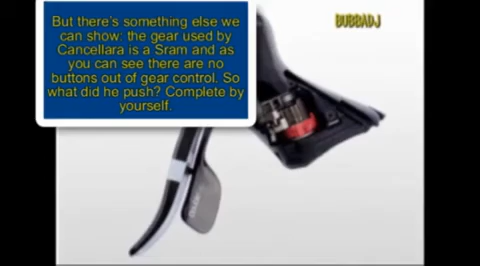 BUBBADJ
But there's something else we
can show: the gear used by
Cancellara is a Sram and as
you can see there are no
buttons out of gear control. So
what did he push? Complete by
yourself.